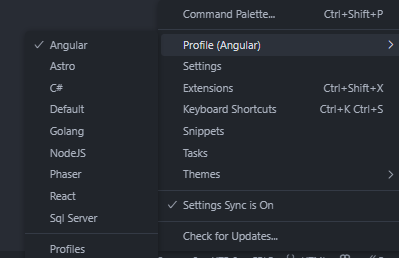 Command Palette... Ctrl+Shift+P
Profile (Angular)
Settings
Extensions Ctrl+Shift+X
Keyboard Shortcuts Ctrl+K Ctrl+S
Snippets
Tasks
Themes
Settings Sync is On
Check for Updates...
Angular
Astro
C#
Default
Golang
NodeJS
Phaser
React
Sql Server
Profiles